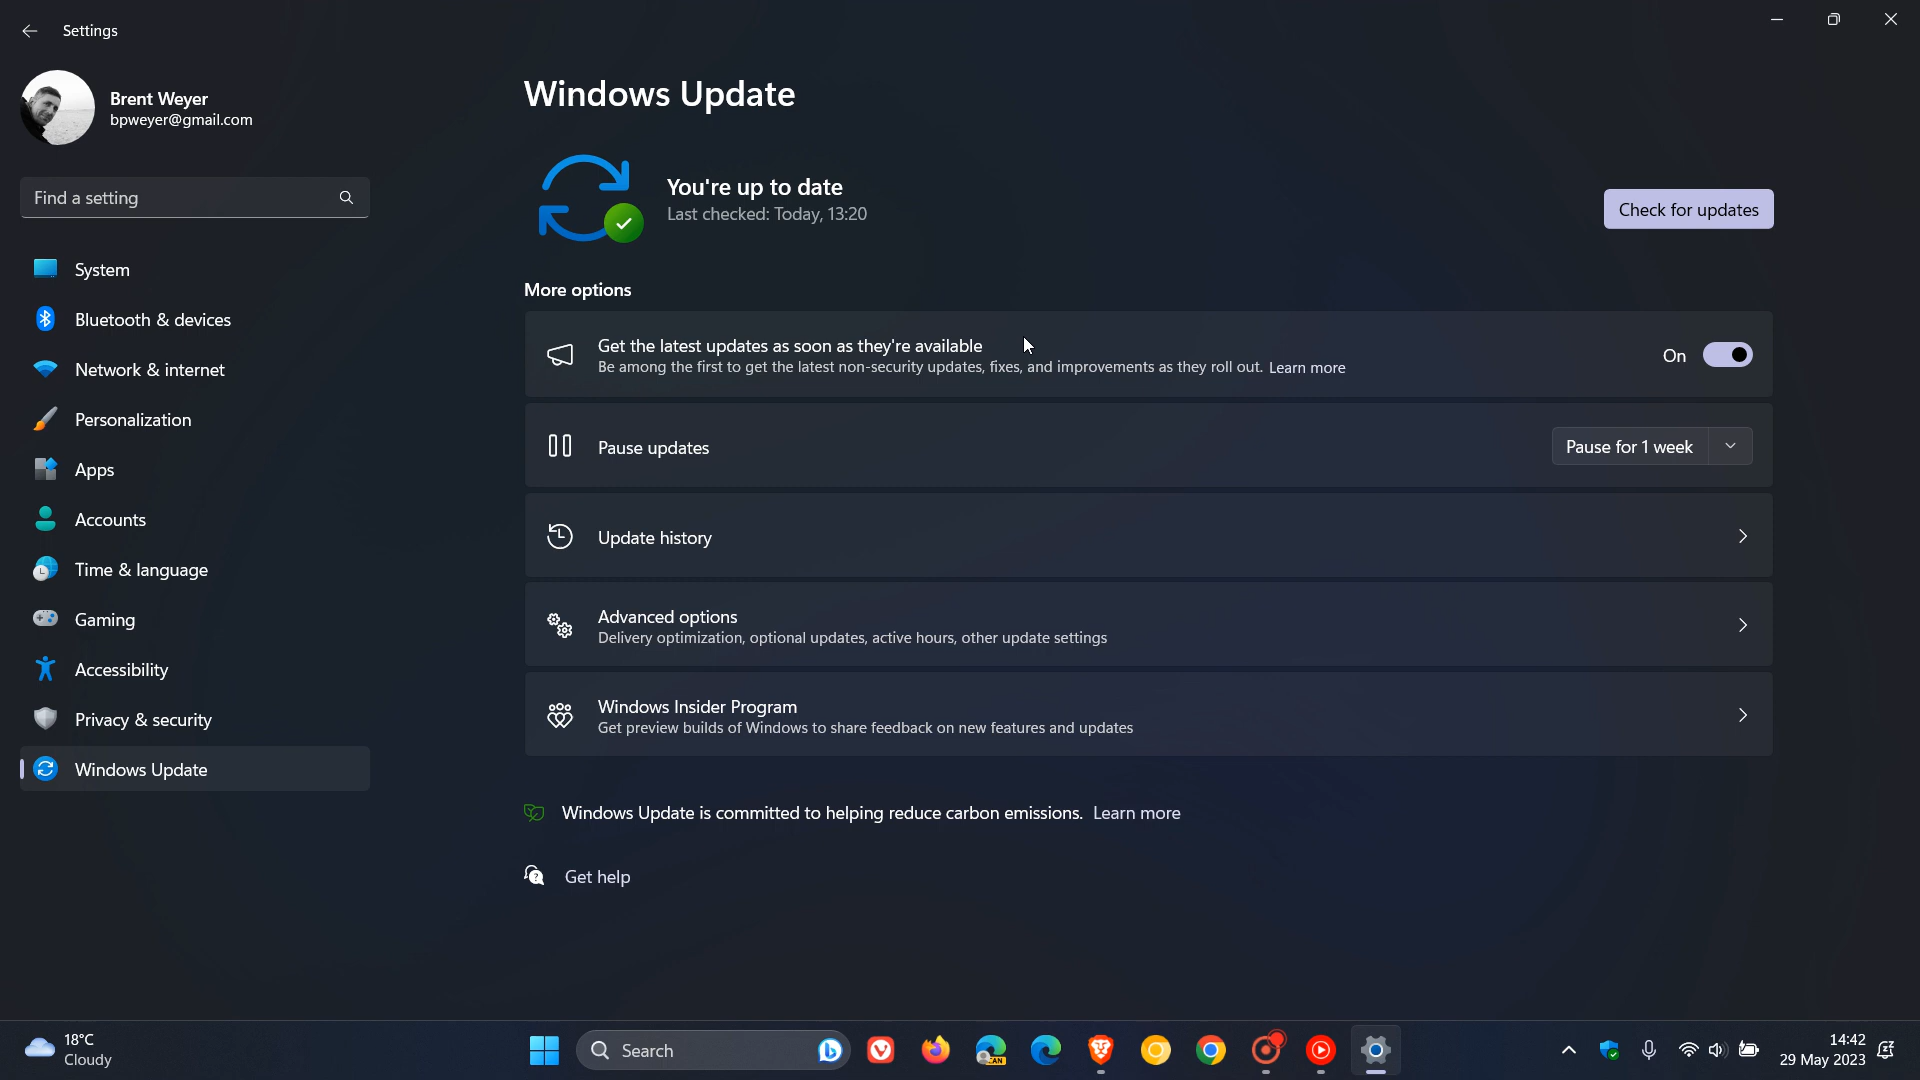 Settings
Brent Weyer
bpweyer@gmail.com
Find a setting
System
Bluetooth & devices
Network & internet
Personalization
Apps
Accounts
Time & language
Gaming
Accessibility
Privacy & security
Windows Update
Windows Update
You're up to date
Last checked: Today, 13:20
Check for updates
More options
Get the latest updates as soon as they're available
Be among the first to get the latest non-security updates, fixes, and improvements as they roll out. Learn more
On
Pause updates
Pause for 1 week
Update history
Advanced options
Delivery optimization, optional updates, active hours, other update settings
Windows Insider Program
Get preview builds of Windows to share feedback on new features and updates
Windows Update is committed to helping reduce carbon emissions. Learn more
Get help
18°C
Cloudy
Search
CAN
14:42
29 May 2023